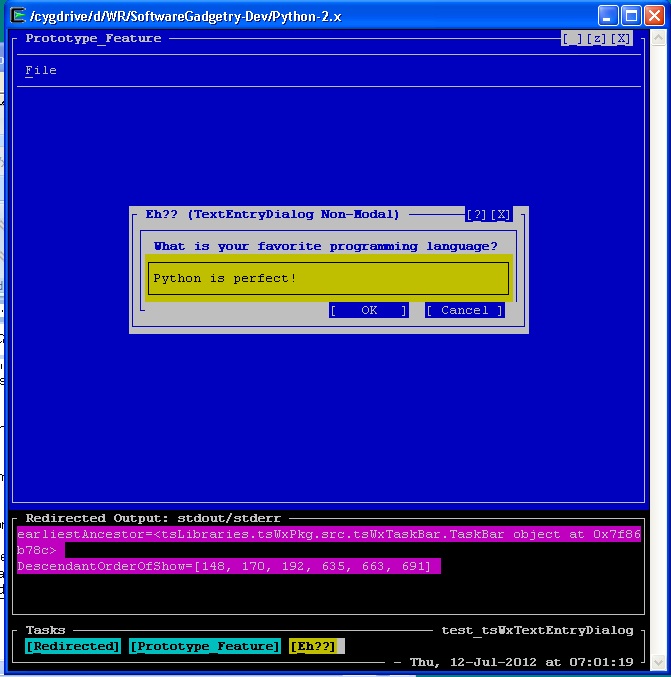 /cygdrive/d/WR/SoftwareGadgetry-Dev/Python-2.x
Prototype_Feature [_][z][X]
File
Eh?? (TextEntryDialog Non-Modal) [?][X]
What is your favorite programming language?
Python is perfect!
[ OK ] [ Cancel ]
Redirected Output: stdout/stderr
earliestAncestor=<tsLibraries.tsWxPkg.src.tsWxTaskBar.TaskBar object at 0x7f86
b78c>
DescendantOrderOfShow=[148, 170, 192, 635, 663, 691]
Tasks test_tsWxTextEntryDialog
[Redirected] [Prototype_Feature] [Eh??]
- Thu, 12-Jul-2012 at 07:01:19